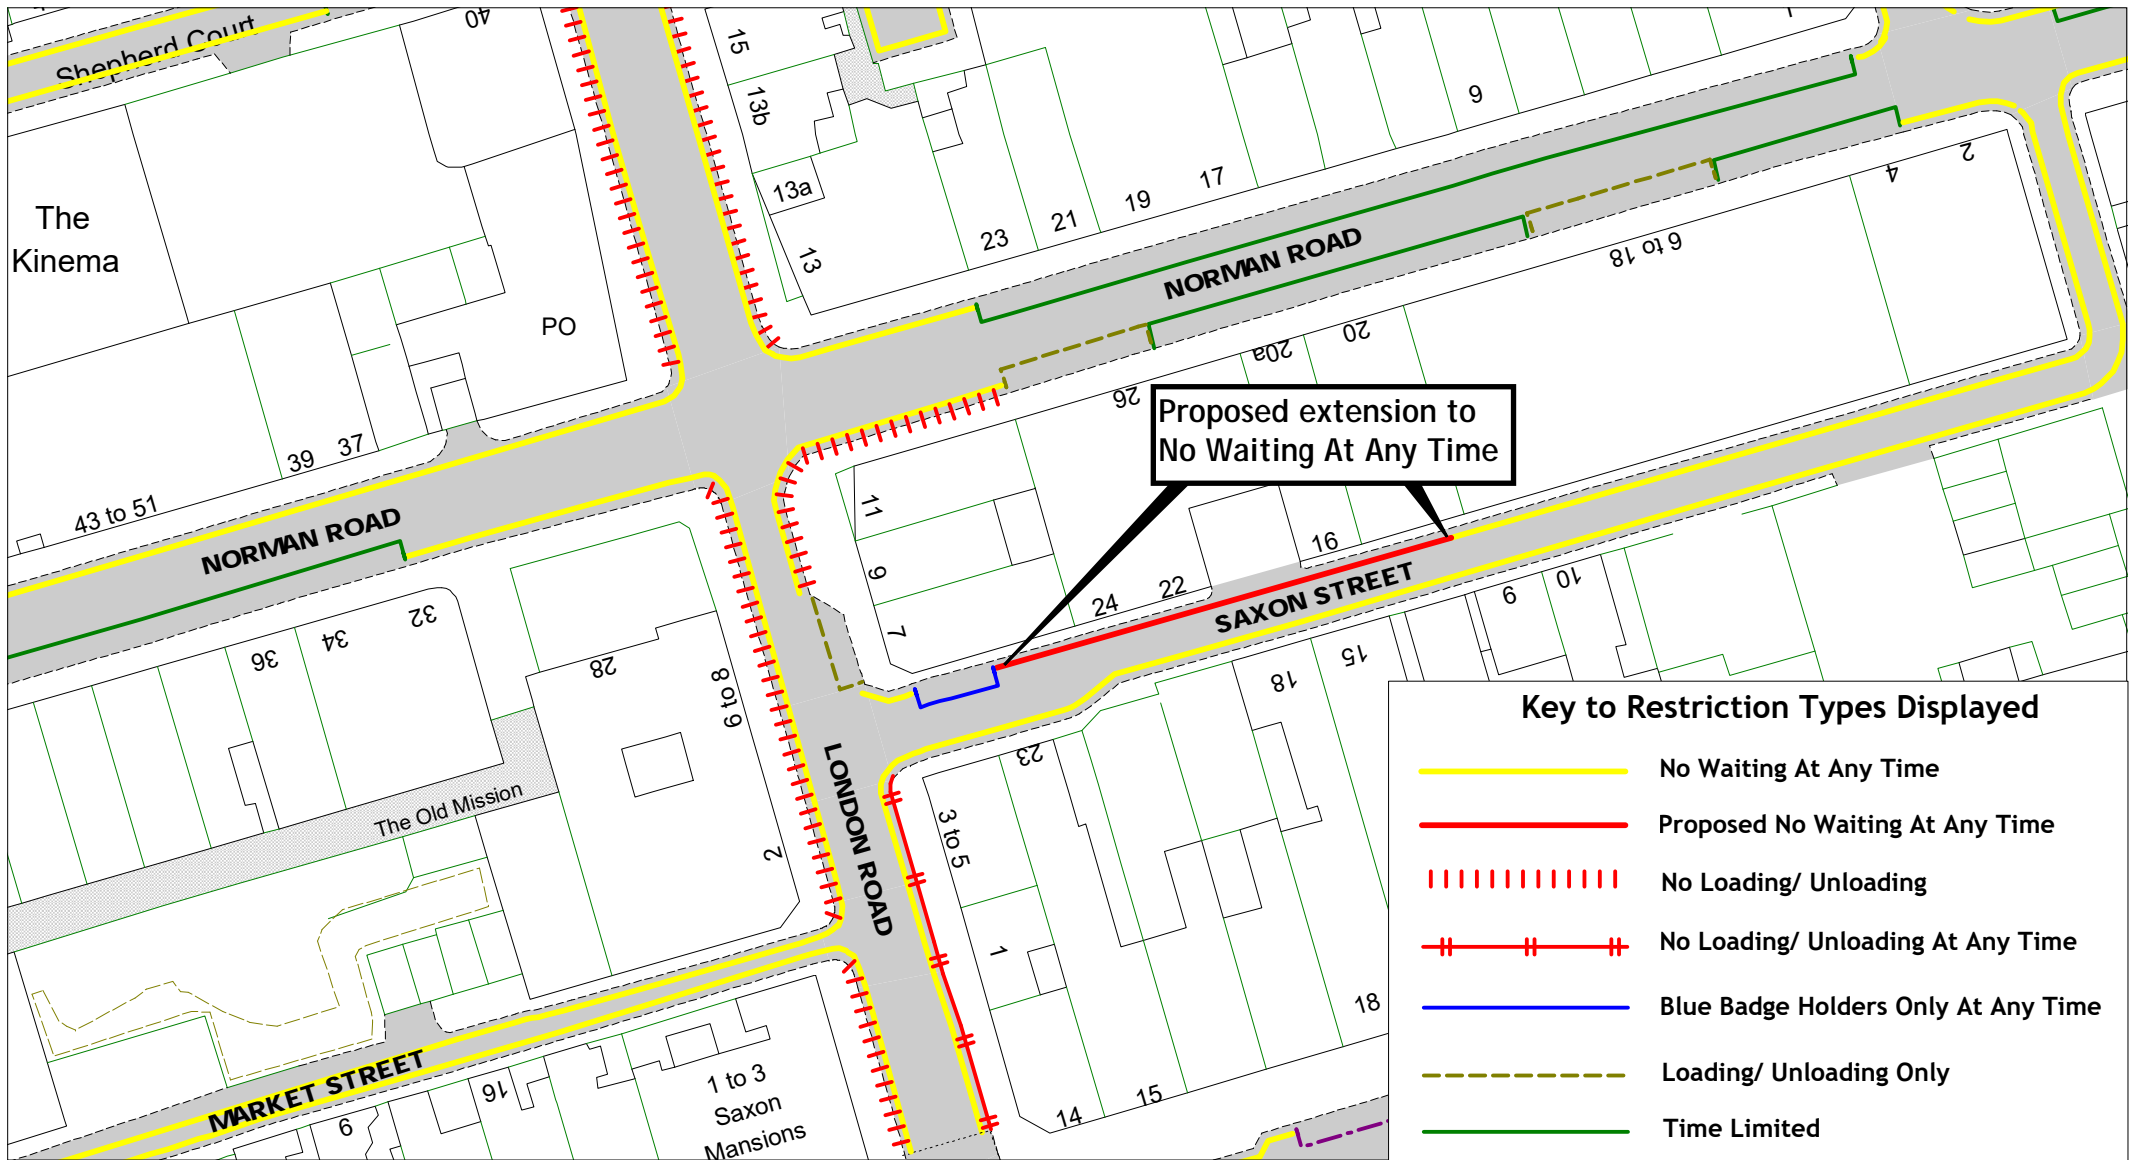 Shepherd Court
40
15
13b
13a
13
The
Kinema
PO
23
21
19
17
9
2
4
6 to 18
20
20a
26
NORMAN ROAD
39
37
43 to 51
NORMAN ROAD
Proposed extension to
No Waiting At Any Time
11
9
7
24
22
16
SAXON STREET
9
10
15
18
23
32
34
36
28
6 to 8
2
The Old Mission
LONDON ROAD
3 to 5
1
18
15
14
MARKET STREET
9
16
1 to 3
Saxon
Mansions
Key to Restriction Types Displayed
No Waiting At Any Time
Proposed No Waiting At Any Time
No Loading/ Unloading
No Loading/ Unloading At Any Time
Blue Badge Holders Only At Any Time
Loading/ Unloading Only
Time Limited